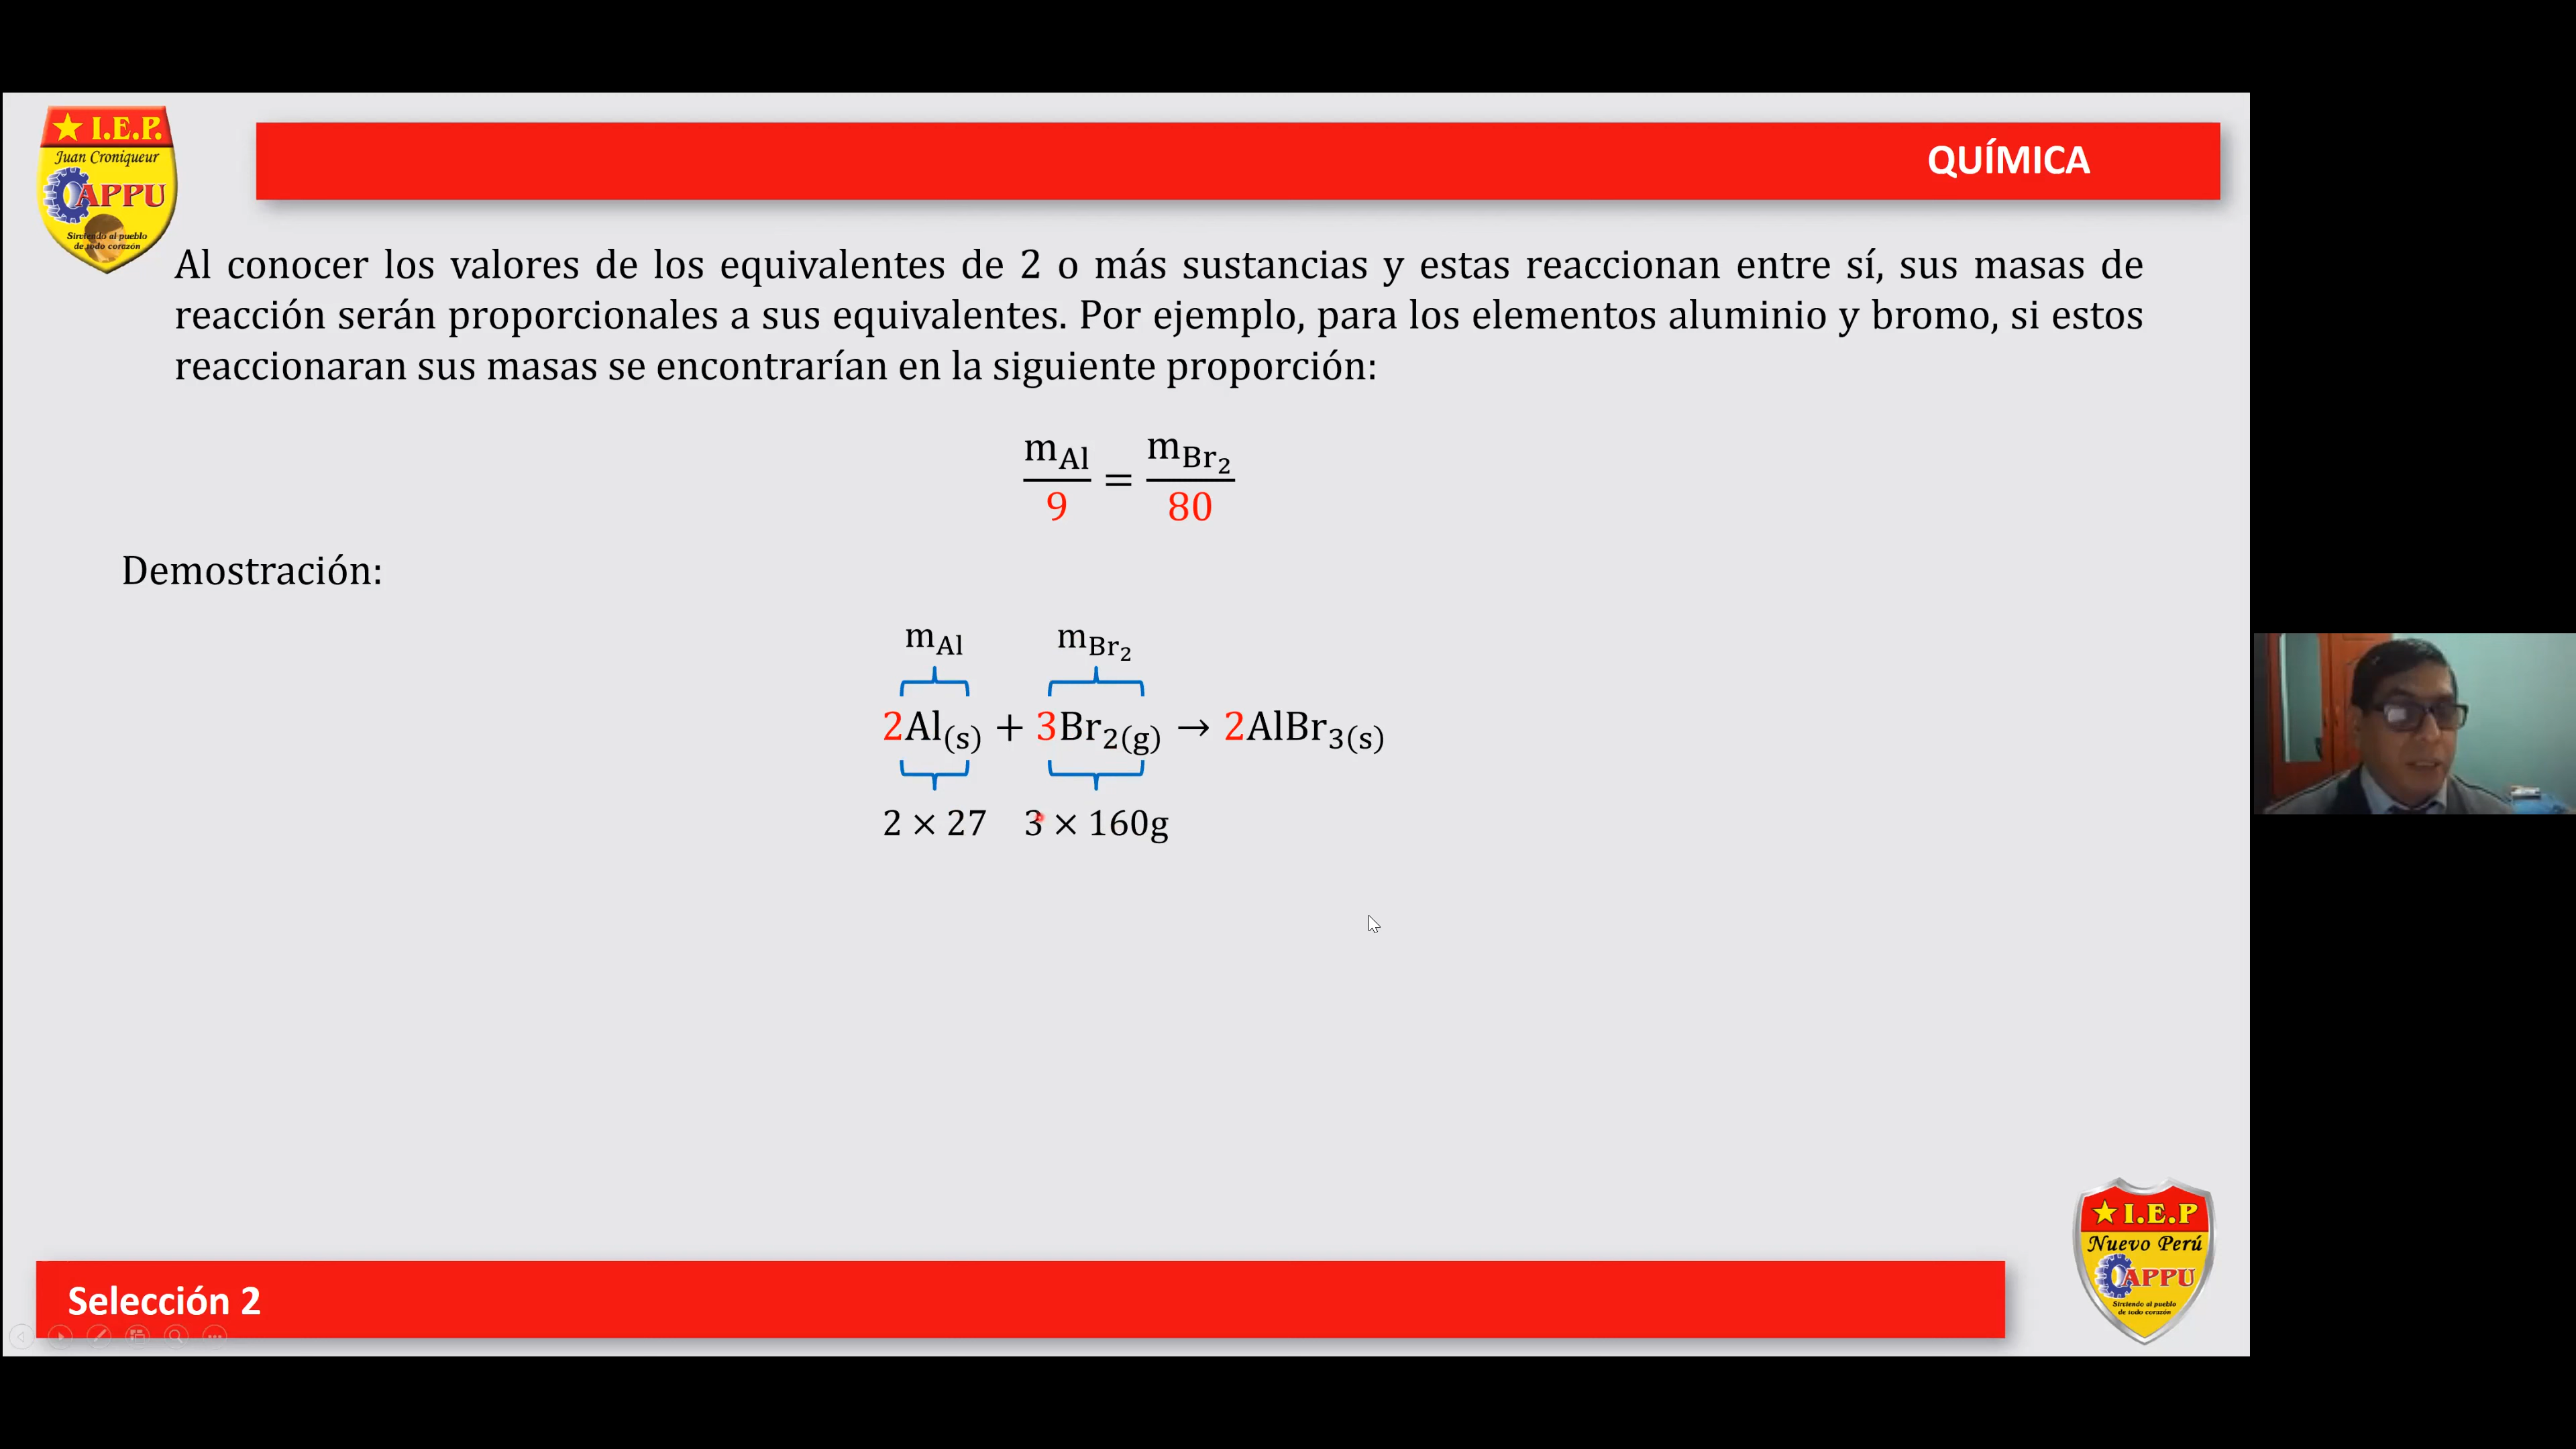 I.E.P.
Juan Croniqueur
APPU
Sirviendo al pueblo
de todo corazón
QUÍMICA
Al conocer los valores de los equivalentes de 2 o más sustancias y estas reaccionan entre sí, sus masas de
reacción serán proporcionales a sus equivalentes. Por ejemplo, para los elementos aluminio y bromo, si estos
reaccionaran sus masas se encontrarían en la siguiente proporción:
m_Al / 9 = m_Br₂ / 80
Demostración:
m_Al m_Br₂
2Al(s) + 3Br₂(g) → 2AlBr₃(s)
2 × 27 3 × 160g
I.E.P
Nuevo Perú
APPU
Sirviendo al pueblo
de todo corazón
Selección 2